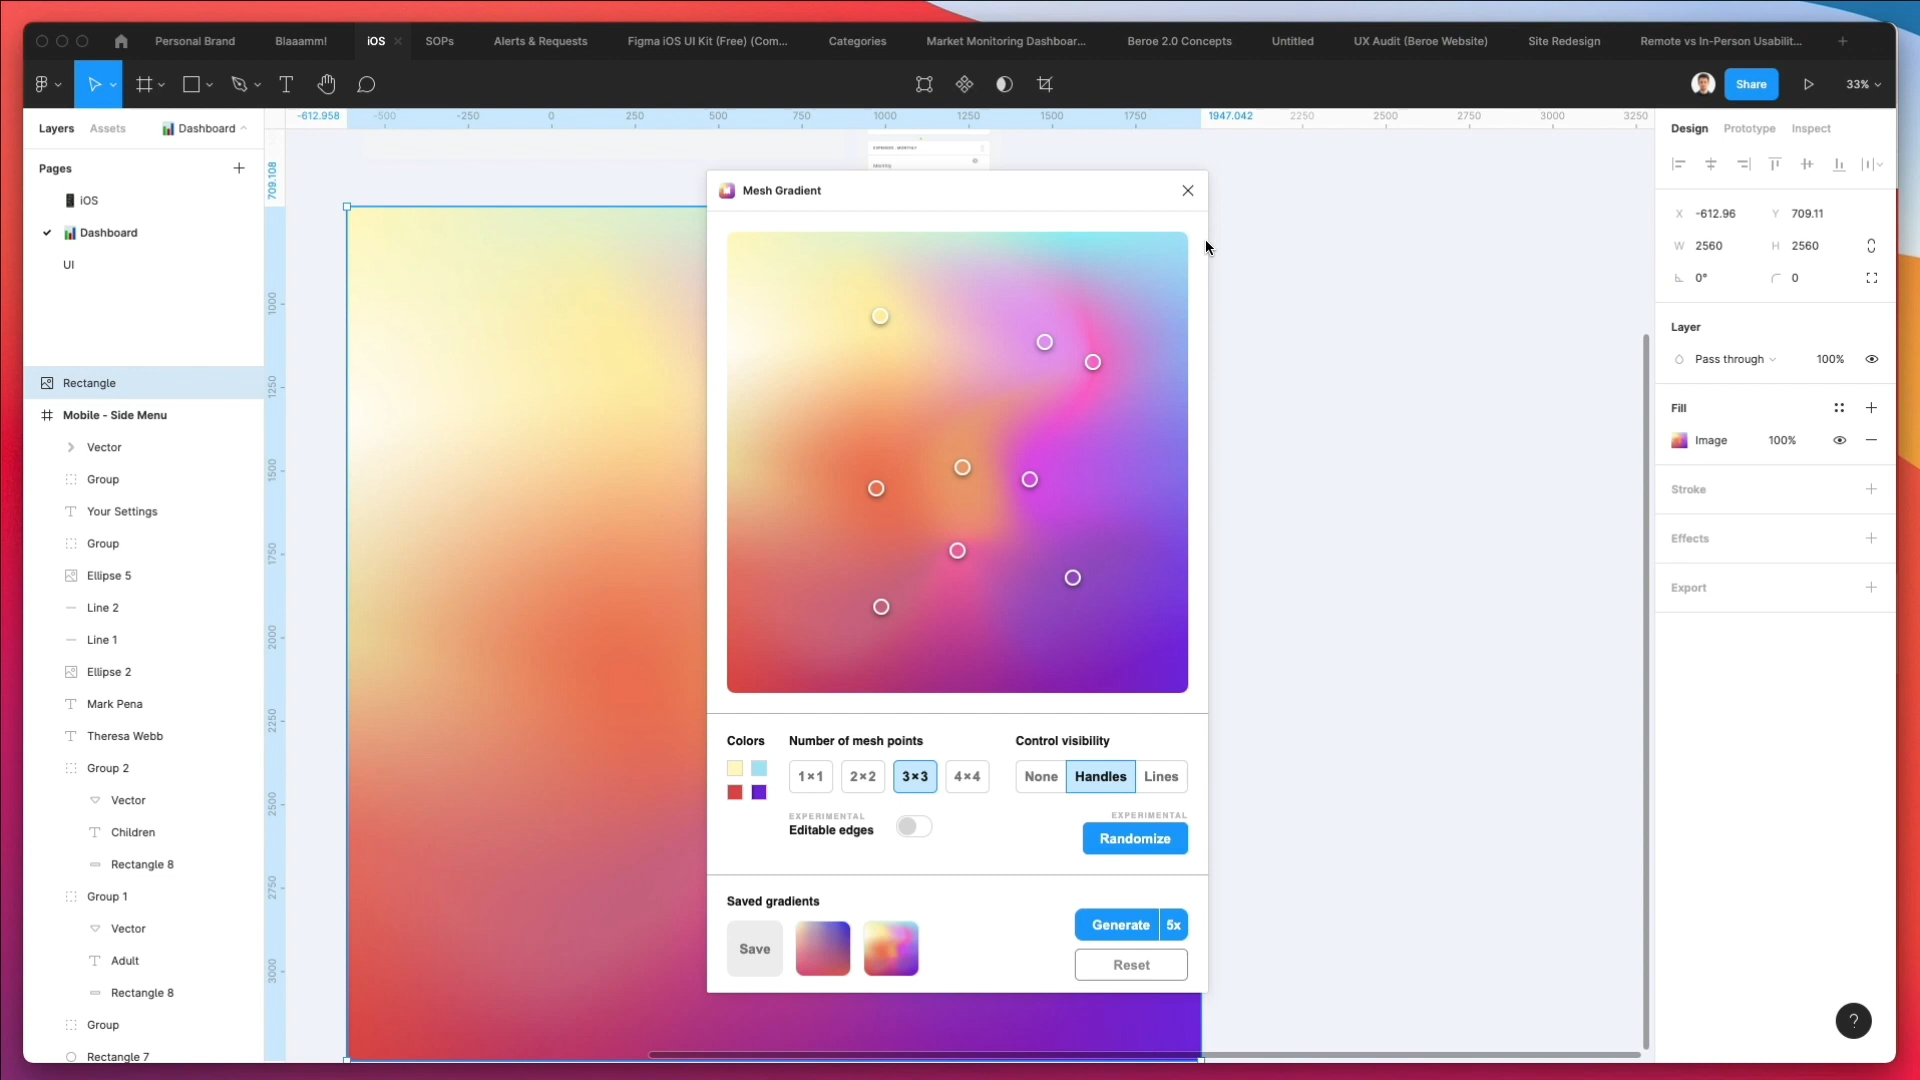 Personal Brand
Blaaamm!
iOS
SOPs
Alerts & Requests
Figma iOS UI Kit (Free) (Com...
Categories
Market Monitoring Dashboar...
Beroe 2.0 Concepts
Untitled
UX Audit (Beroe Website)
Site Redesign
Remote vs In-Person Usabilit...
Share
33%
Layers
Assets
Dashboard
-612.958
-500
-250
0
250
500
750
1000
1250
1500
1750
1947.042
2250
2500
2750
3000
3250
Design
Prototype
Inspect
Pages
iOS
Dashboard
UI
Rectangle
Mobile - Side Menu
Vector
Group
Your Settings
Group
Ellipse 5
Line 2
Line 1
Ellipse 2
Mark Pena
Theresa Webb
Group 2
Vector
Children
Rectangle 8
Group 1
Vector
Adult
Rectangle 8
Group
Rectangle 7
709.108
1000
1250
1500
1750
2000
2250
2500
2750
3000
Mesh Gradient
Colors
Number of mesh points
Control visibility
1×1
2×2
3×3
4×4
None
Handles
Lines
EXPERIMENTAL
Editable edges
EXPERIMENTAL
Randomize
Saved gradients
Save
Generate
5x
Reset
X -612.96
Y 709.11
W 2560
H 2560
0°
0
Layer
Pass through
100%
Fill
Image
100%
Stroke
Effects
Export
?